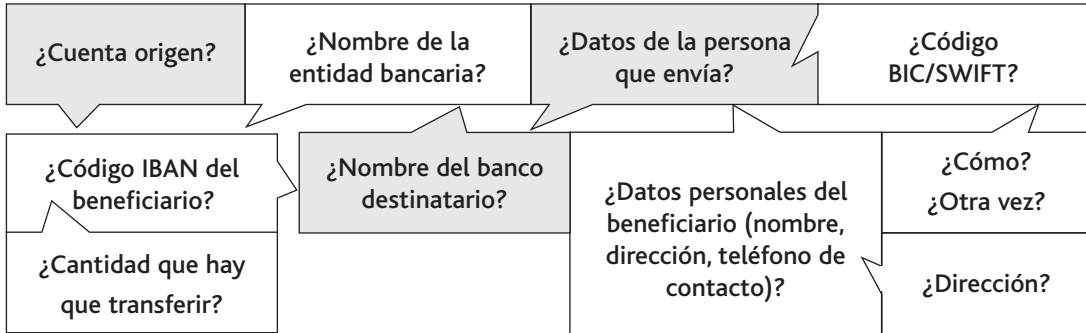 ¿Cuenta origen?
¿Nombre de la
entidad bancaria?
¿Datos de la persona
que envía?
¿Código
BIC/SWIFT?
¿Código IBAN del
beneficiario?
¿Nombre del banco
destinatario?
¿Datos personales del
beneficiario (nombre,
dirección, teléfono de
contacto)?
¿Cómo?
¿Otra vez?
¿Cantidad que hay
que transferir?
¿Dirección?